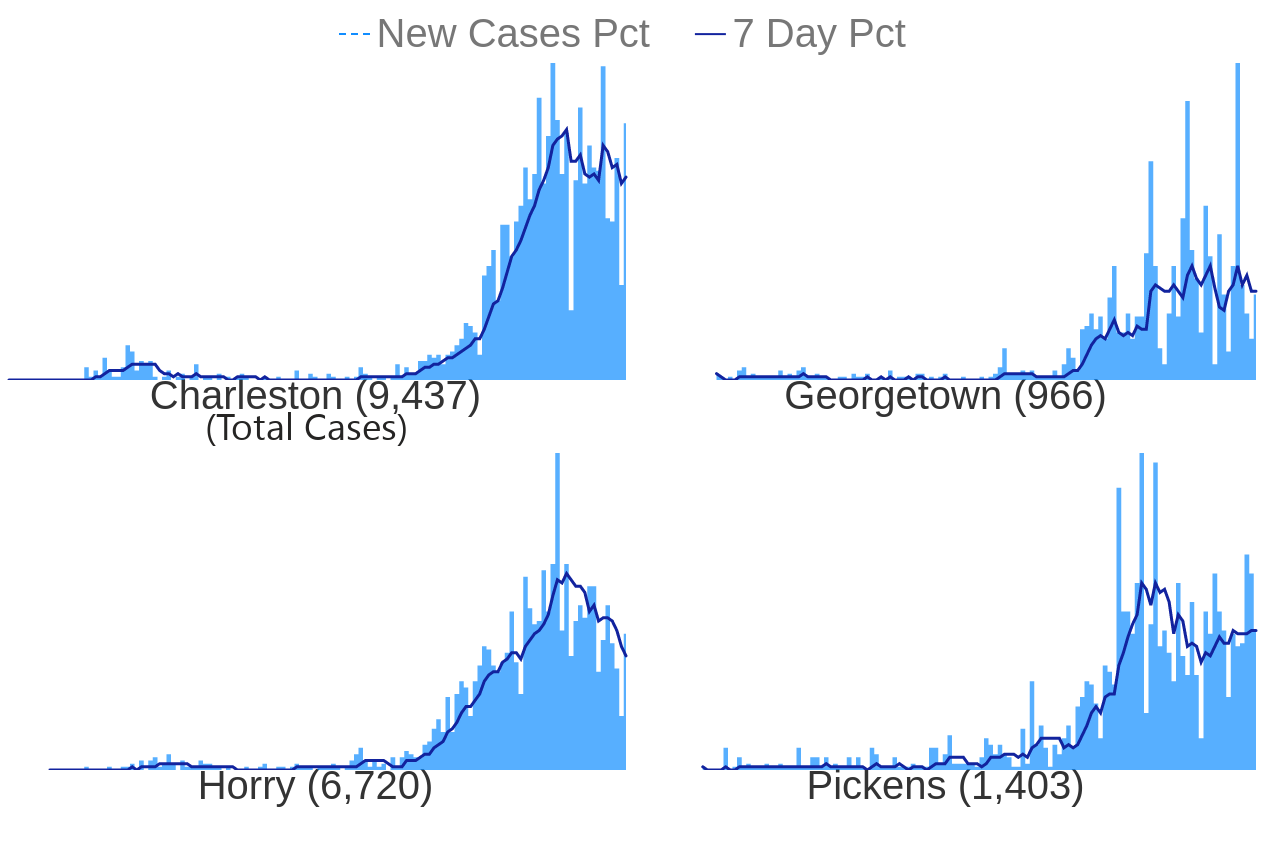 New Cases Pct 7 Day Pct
Charleston (9,437)
(Total Cases)
Georgetown (966)
Horry (6,720)
Pickens (1,403)